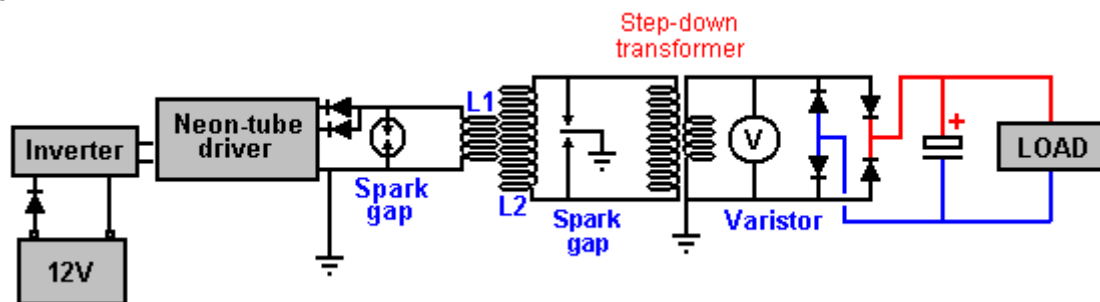 Step-down
transformer
L1
Neon-tube
driver
Inverter
V
+
LOAD
Spark
gap
L2
Spark
gap
Varistor
12V